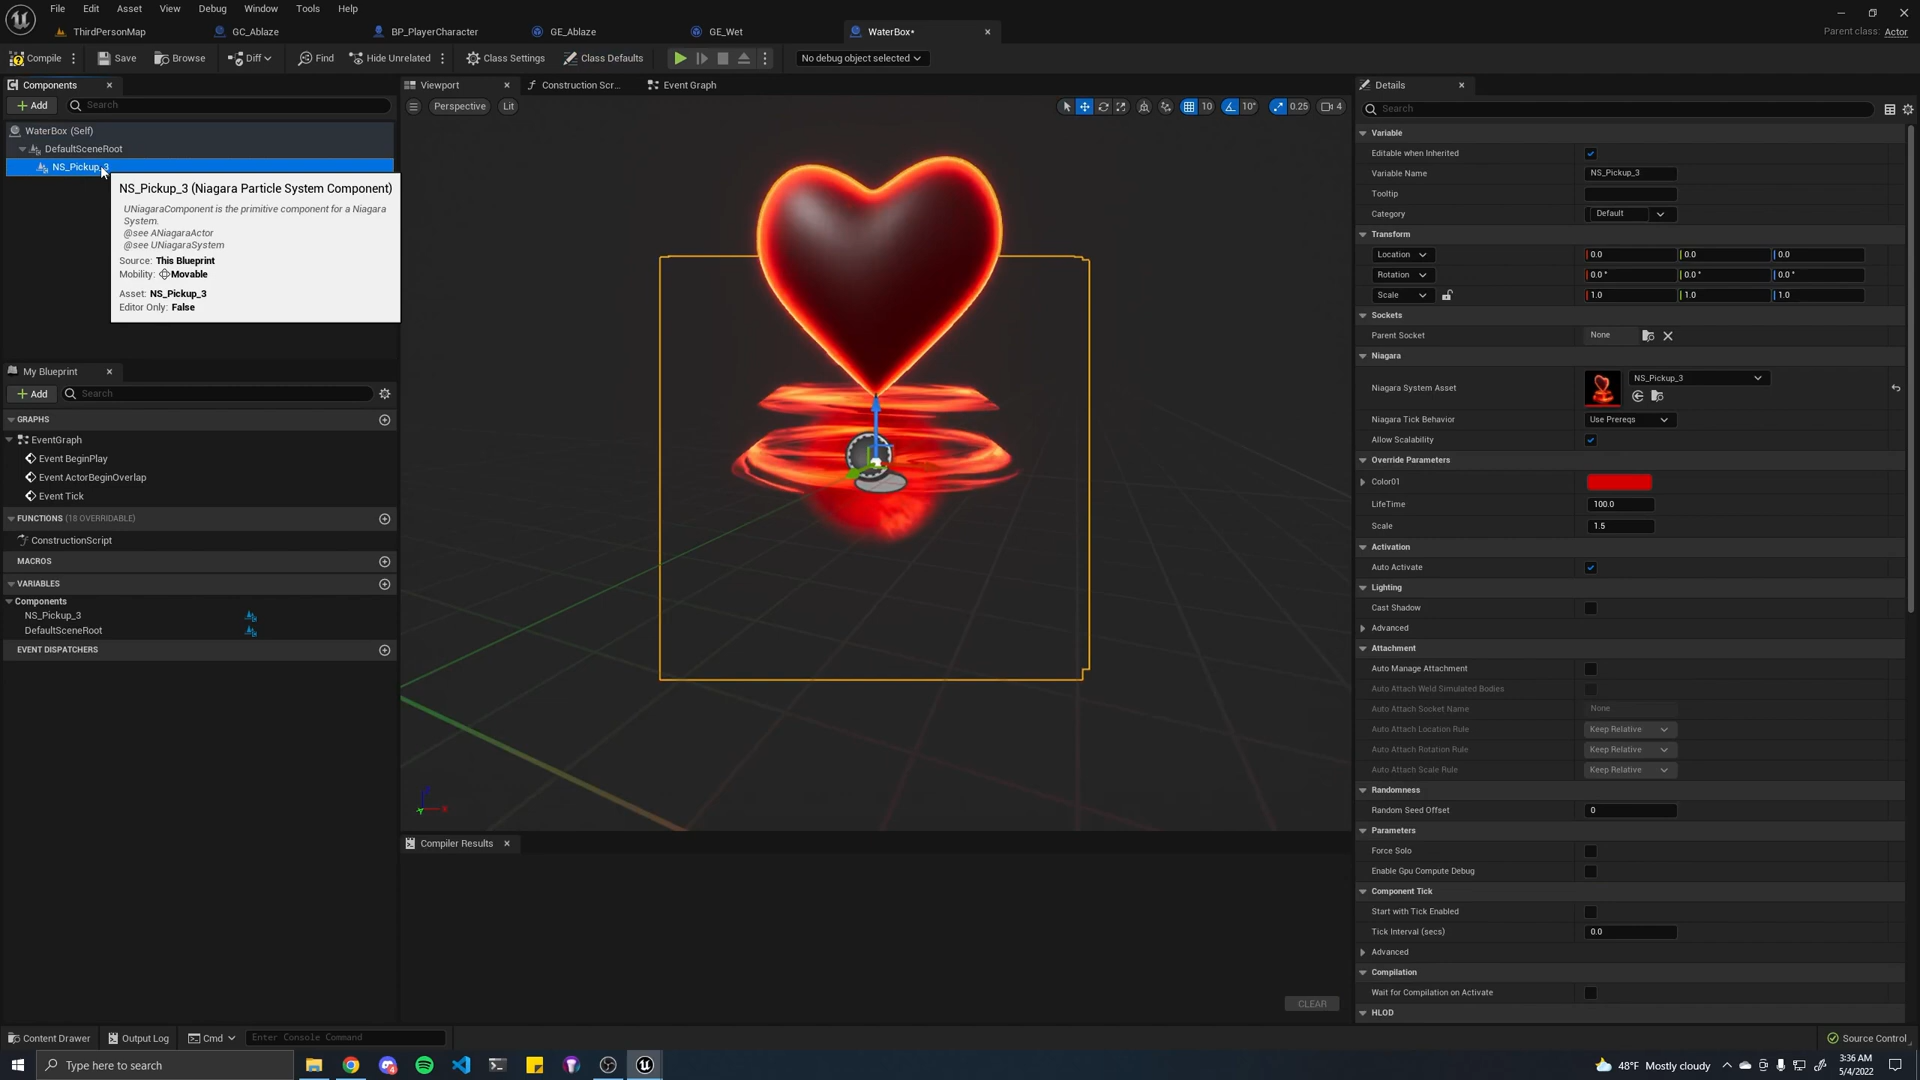 File Edit Asset View Debug Window Tools Help
ThirdPersonMap GC_Ablaze BP_PlayerCharacter GE_Ablaze GE_Wet WaterBox* Parent class: Actor
Compile Save Browse Diff Find Hide Unrelated Class Settings Class Defaults No debug object selected
Components
Add Search
WaterBox (Self)
DefaultSceneRoot
NS_Pickup_3
NS_Pickup_3 (Niagara Particle System Component)
UNiagaraComponent is the primitive component for a Niagara
System.
@see ANiagaraActor
@see UNiagaraSystem
Source: This Blueprint
Mobility: Movable
Asset: NS_Pickup_3
Editor Only: False
My Blueprint
Add Search
GRAPHS
EventGraph
Event BeginPlay
Event ActorBeginOverlap
Event Tick
FUNCTIONS (18 OVERRIDABLE)
ConstructionScript
MACROS
VARIABLES
Components
NS_Pickup_3
DefaultSceneRoot
EVENT DISPATCHERS
Viewport Construction Scr... Event Graph
Perspective Lit 10 10° 0.25 4
Compiler Results
CLEAR
Details
Search
Variable
Editable when Inherited
Variable Name NS_Pickup_3
Tooltip
Category Default
Transform
Location 0.0 0.0 0.0
Rotation 0.0 ° 0.0 ° 0.0 °
Scale 1.0 1.0 1.0
Sockets
Parent Socket None
Niagara
Niagara System Asset NS_Pickup_3
Niagara Tick Behavior Use Prereqs
Allow Scalability
Override Parameters
Color01
LifeTime 100.0
Scale 1.5
Activation
Auto Activate
Lighting
Cast Shadow
Advanced
Attachment
Auto Manage Attachment
Auto Attach Weld Simulated Bodies
Auto Attach Socket Name None
Auto Attach Location Rule Keep Relative
Auto Attach Rotation Rule Keep Relative
Auto Attach Scale Rule Keep Relative
Randomness
Random Seed Offset 0
Parameters
Force Solo
Enable Gpu Compute Debug
Component Tick
Start with Tick Enabled
Tick Interval (secs) 0.0
Advanced
Compilation
Wait for Compilation on Activate
HLOD
Content Drawer Output Log Cmd Enter Console Command Source Control
Type here to search 48°F Mostly cloudy 3:36 AM
5/4/2022